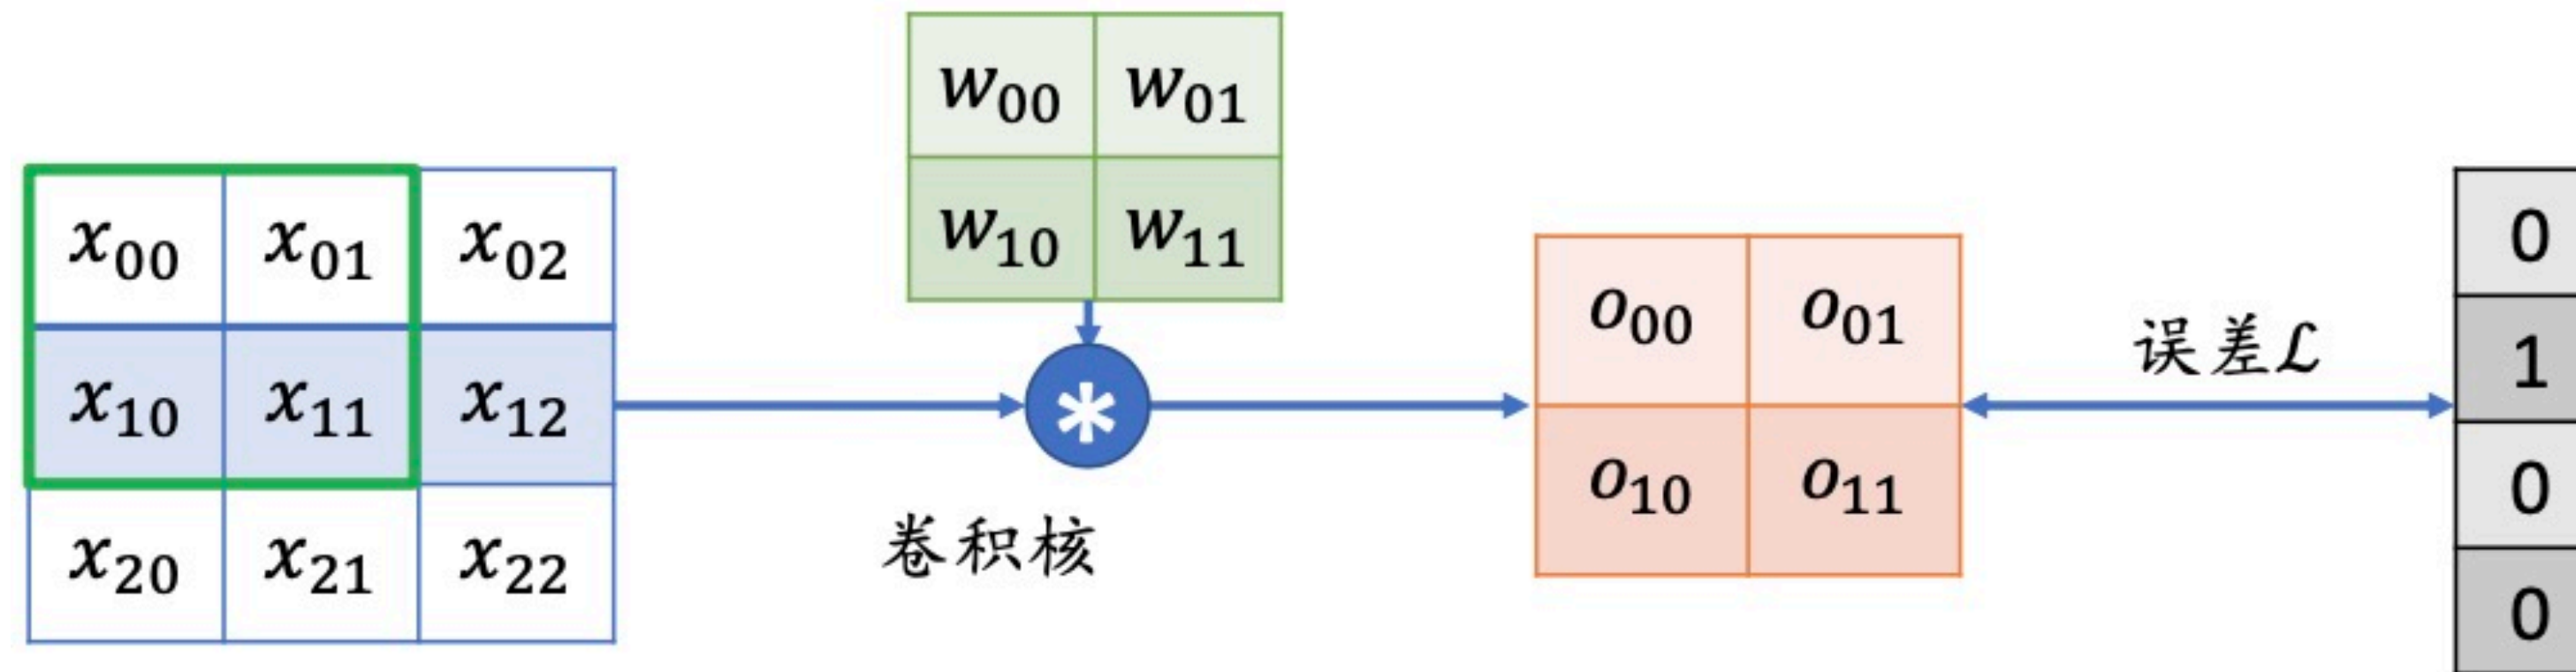 w₀₀ w₀₁
w₁₀ w₁₁
x₀₀ x₀₁ x₀₂
x₁₀ x₁₁ x₁₂
x₂₀ x₂₁ x₂₂
*
卷积核
o₀₀ o₀₁
o₁₀ o₁₁
误差ℒ
0
1
0
0